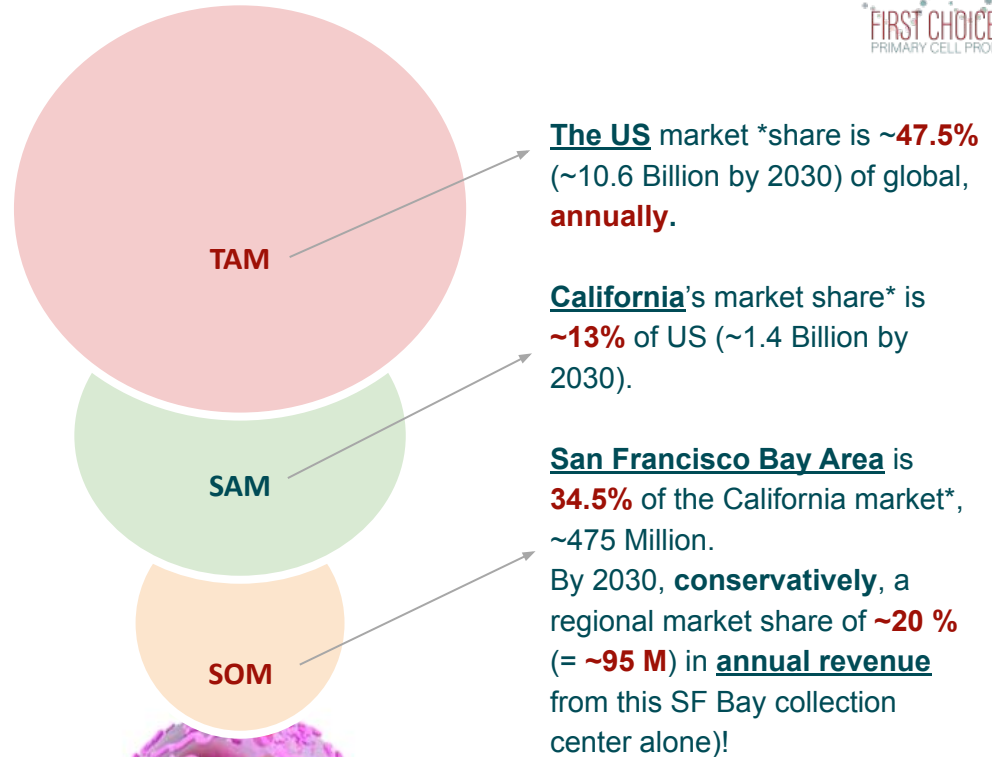 FIRST CHOICE
PRIMARY CELL
The US market *share is ~47.5%
(~10.6 Billion by 2030) of global,
annually.
TAM
California’s market share* is
~13% of US (~1.4 Billion by
2030).
SAM
San Francisco Bay Area is
34.5% of the California market*,
~475 Million.
By 2030, conservatively, a
regional market share of ~20 %
(= ~95 M) in annual revenue
from this SF Bay collection
center alone)!
SOM